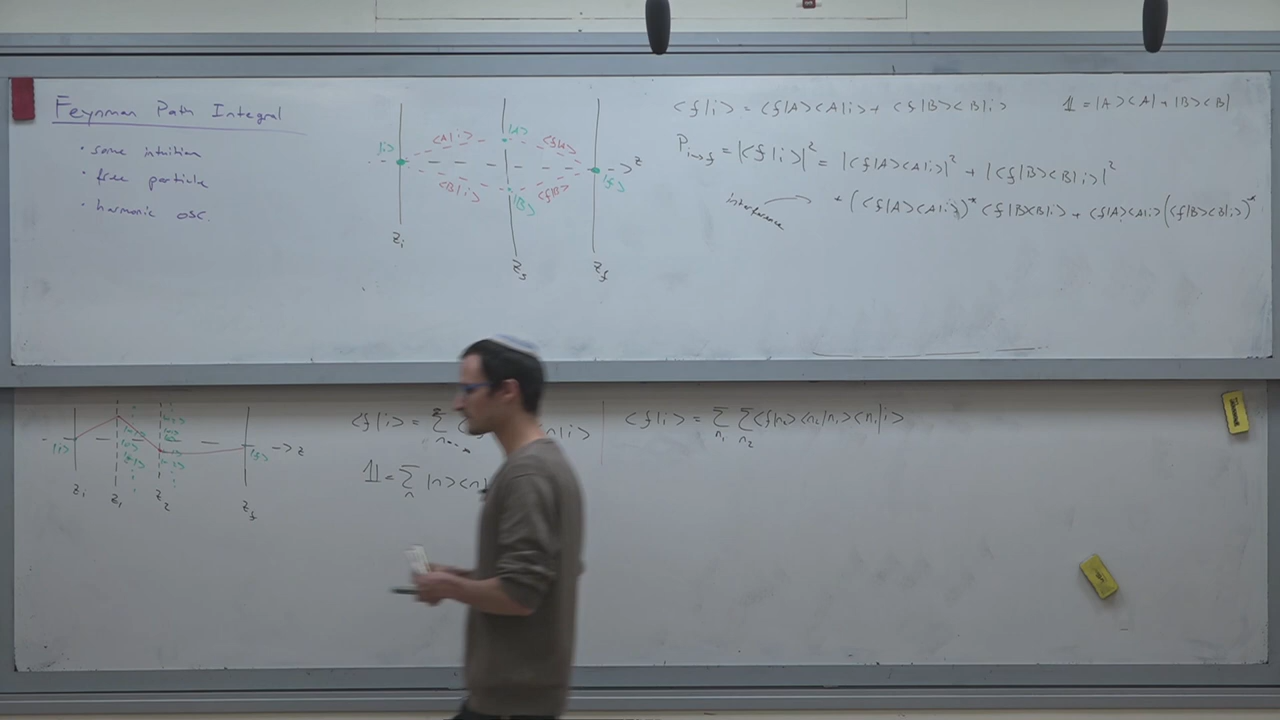 Feynman Path Integral
• some intuition
• free particle
• harmonic osc.
|i>
<A|i>
|A>
<f|A>
z
<B|i>
|B>
<f|B>
|f>
z_i
z_s
z_f
<f|i> = <f|A><A|i> + <f|B><B|i>
𝟙 = |A><A| + |B><B|
P_{i→f} = |<f|i>|² = |<f|A><A|i>|² + |<f|B><B|i>|²
interference
+ (<f|A><A|i>)* <f|B><B|i> + <f|A><A|i>(<f|B><B|i>)*
|i>
|f>
z
z_i
z_1
z_2
z_f
<f|i> = Σ
n|i>
<f|i> = Σ_{n_1} Σ_{n_2} <f|n_2><n_2|n_1><n_1|i>
𝟙 = Σ_n |n><n|